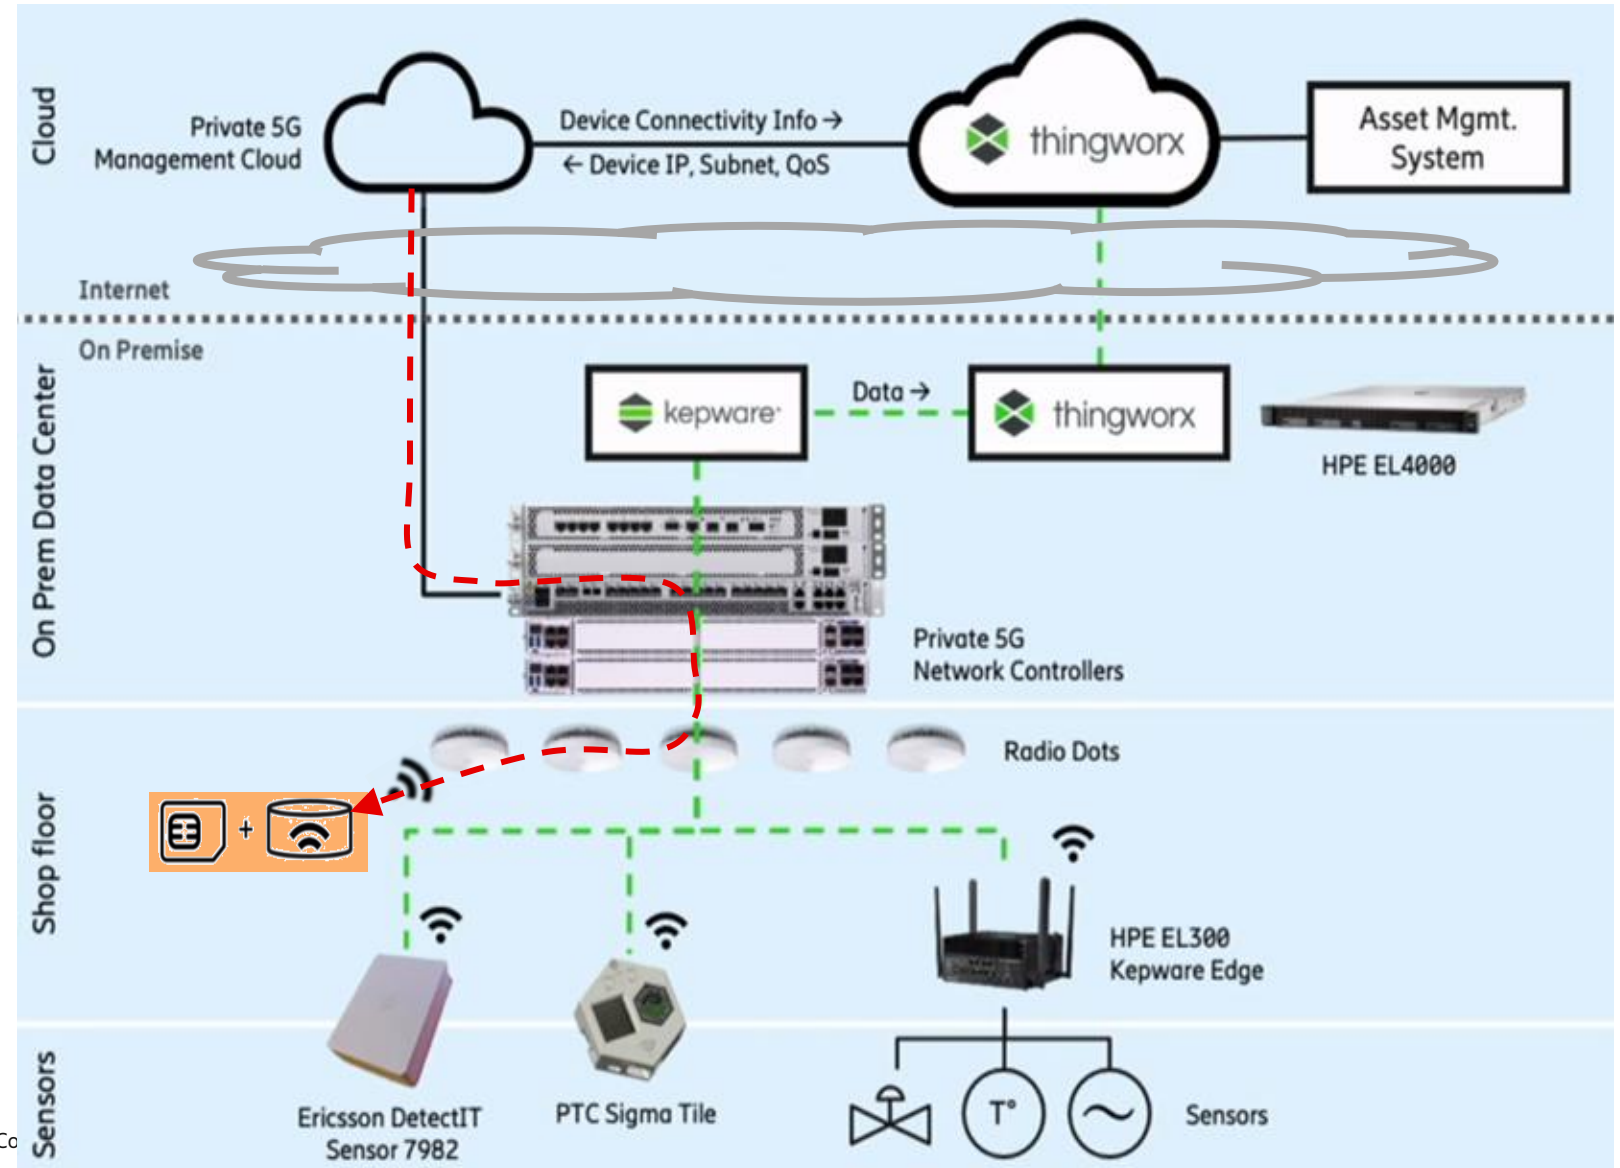 Cloud
Private 5G
Management Cloud
Device Connectivity Info →
← Device IP, Subnet, QoS
thingworx
Asset Mgmt.
System
Internet
On Premise
On Prem Data Center
kepware
Data →
thingworx
HPE EL4000
Private 5G
Network Controllers
Shop floor
Radio Dots
+
HPE EL300
Kepware Edge
Sensors
Ericsson DetectIT
Sensor 7982
PTC Sigma Tile
T°
Sensors
Co